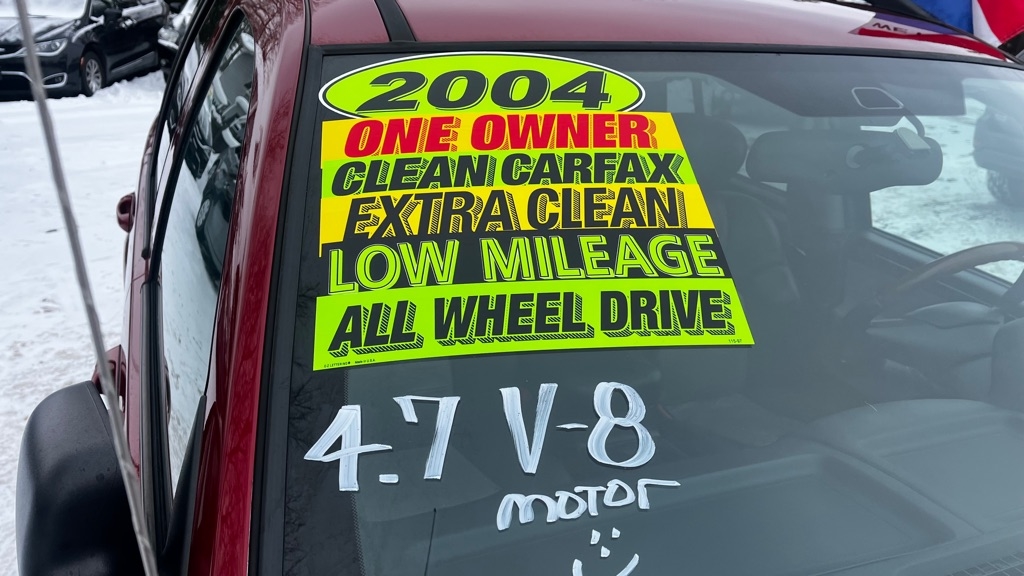 2004
ONE OWNER
CLEAN CARFAX
EXTRA CLEAN
LOW MILEAGE
ALL WHEEL DRIVE
4.7 V-8
MOTOR